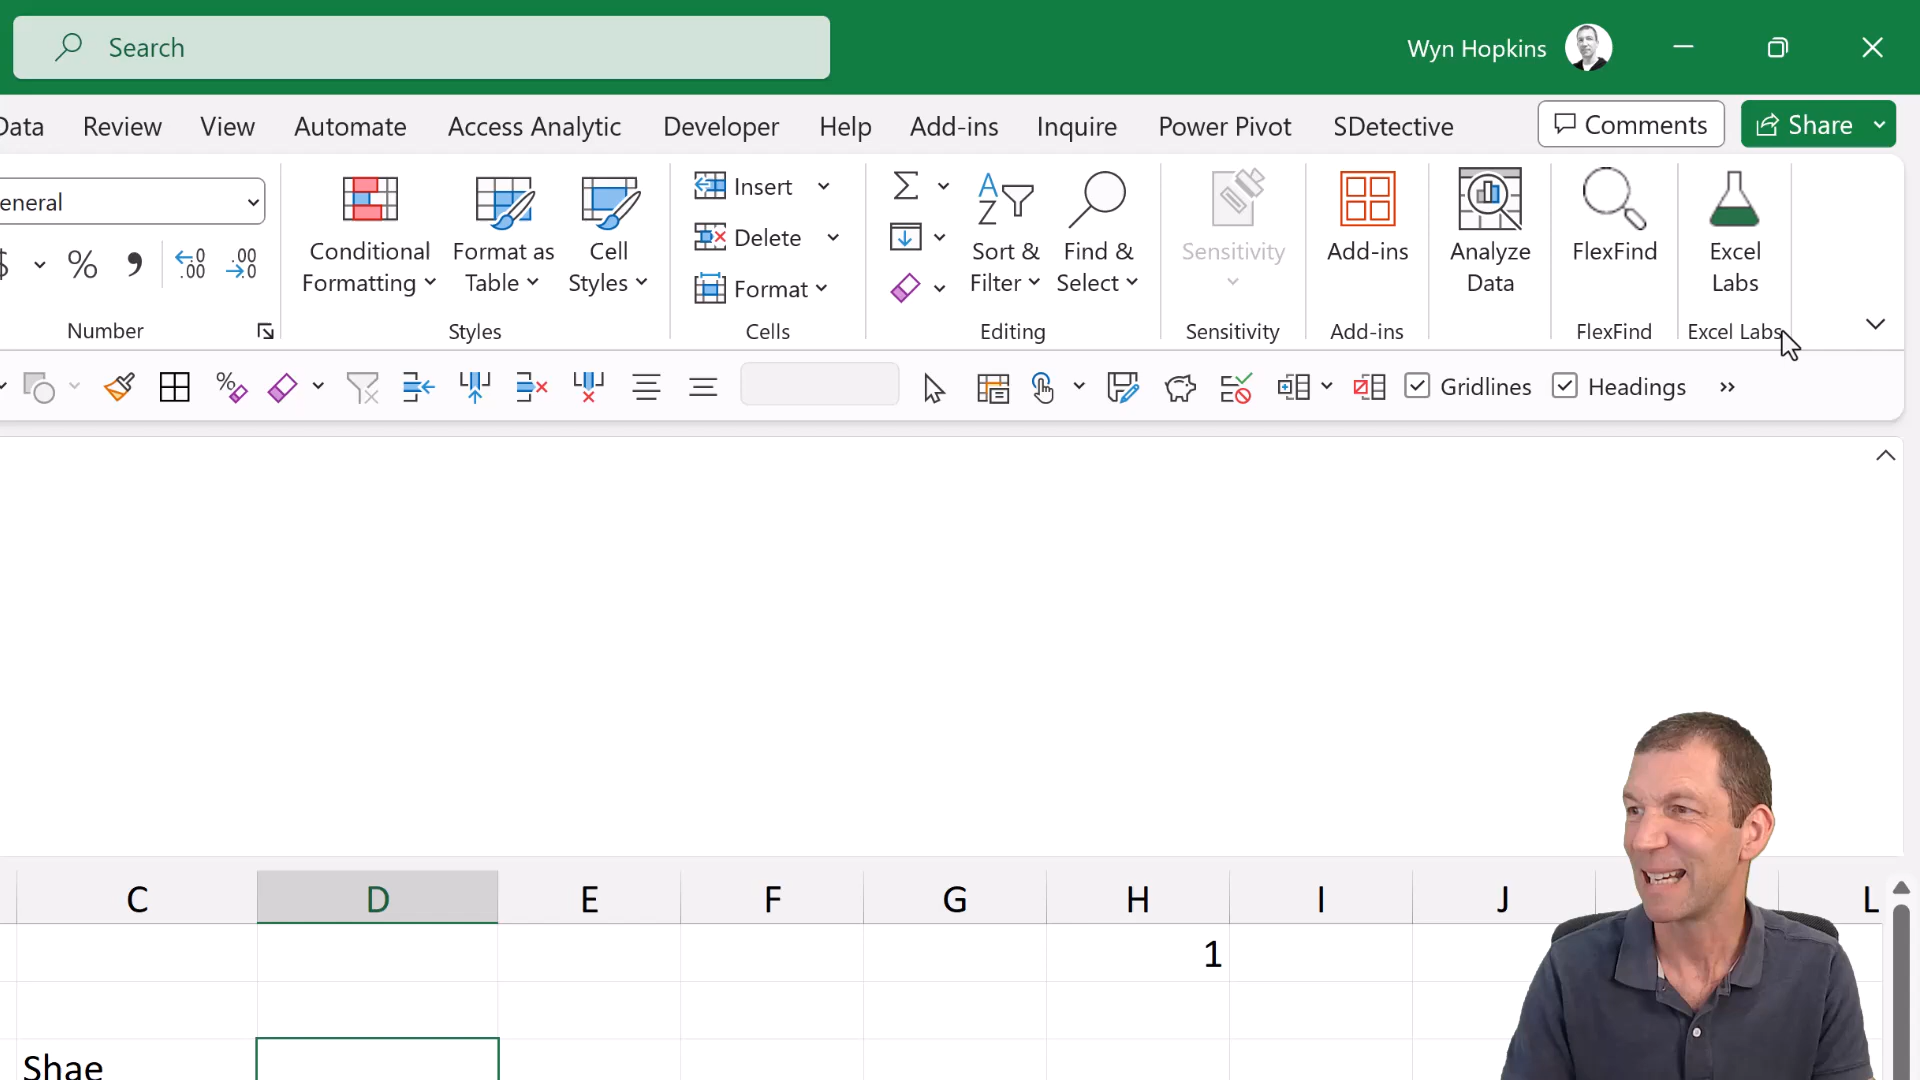 Search
Wyn Hopkins
Data Review View Automate Access Analytic Developer Help Add-ins Inquire Power Pivot SDetective Comments Share
eneral
Conditional Formatting
Format as Table
Cell Styles
Insert
Delete
Format
Σ
Sort & Filter
Find & Select
Sensitivity
Add-ins
Analyze Data
FlexFind
Excel Labs
$ % , .00 .00
Number Styles Cells Editing Sensitivity Add-ins FlexFind Excel Labs
Gridlines Headings
C D E F G H I J L
1
Shae